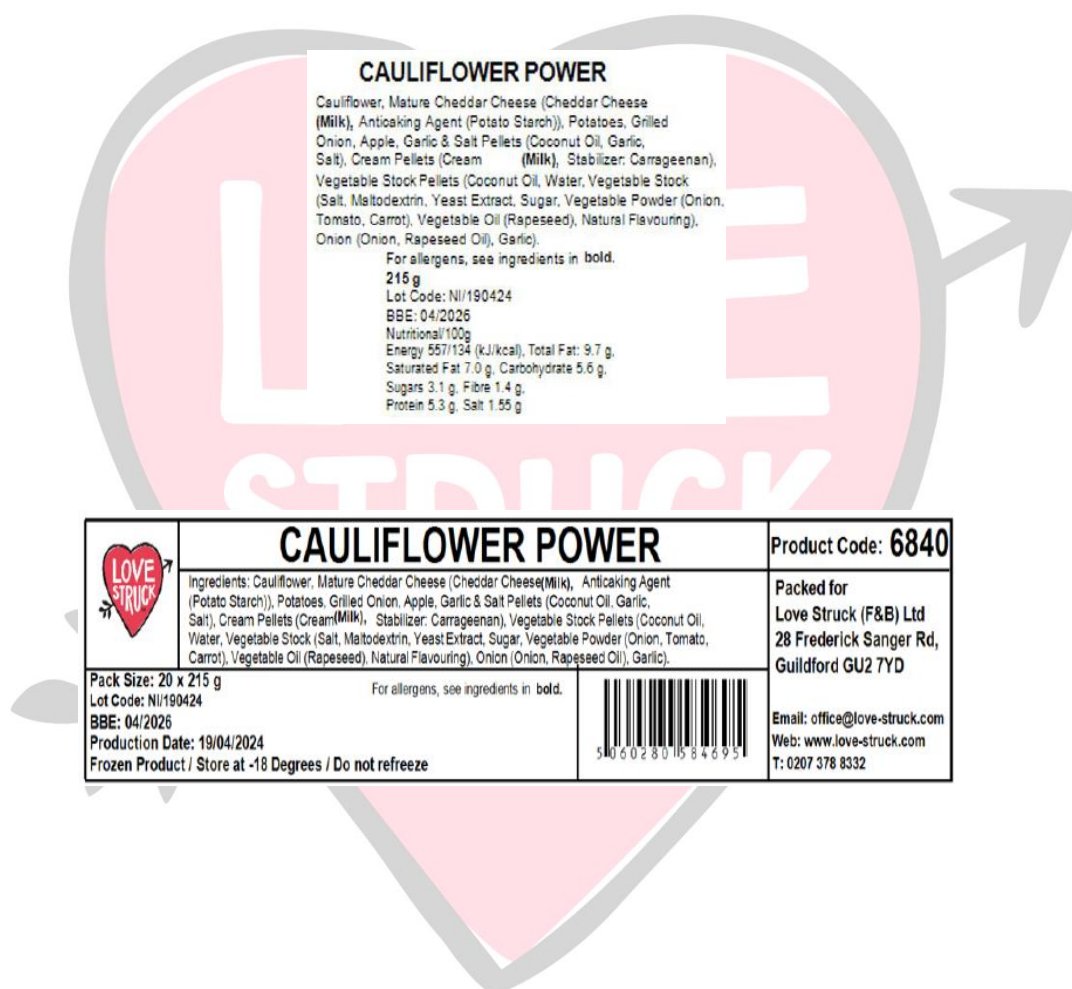 CAULIFLOWER POWER
Cauliflower, Mature Cheddar Cheese (Cheddar Cheese
(Milk), Anticaking Agent (Potato Starch)), Potatoes, Grilled
Onion, Apple, Garlic & Salt Pellets (Coconut Oil, Garlic,
Salt), Cream Pellets (Cream (Milk), Stabilizer: Carrageenan),
Vegetable Stock Pellets (Coconut Oil, Water, Vegetable Stock
(Salt, Maltodextrin, Yeast Extract, Sugar, Vegetable Powder (Onion,
Tomato, Carrot), Vegetable Oil (Rapeseed), Natural Flavouring),
Onion (Onion, Rapeseed Oil), Garlic).
For allergens, see ingredients in bold.
215 g
Lot Code: NI/190424
BBE: 04/2026
Nutritional/100g
Energy 557/134 (kJ/kcal), Total Fat: 9.7 g,
Saturated Fat 7.0 g, Carbohydrate 5.6 g,
Sugars 3.1 g, Fibre 1.4 g,
Protein 5.3 g, Salt 1.55 g
STRUCK
LOVE
STRUCK
CAULIFLOWER POWER
Ingredients: Cauliflower, Mature Cheddar Cheese (Cheddar Cheese(Milk), Anticaking Agent
(Potato Starch)), Potatoes, Grilled Onion, Apple, Garlic & Salt Pellets (Coconut Oil, Garlic,
Salt), Cream Pellets (Cream(Milk), Stabilizer: Carrageenan), Vegetable Stock Pellets (Coconut Oil,
Water, Vegetable Stock (Salt, Maltodextrin, Yeast Extract, Sugar, Vegetable Powder (Onion, Tomato,
Carrot), Vegetable Oil (Rapeseed), Natural Flavouring), Onion (Onion, Rapeseed Oil), Garlic).
Product Code: 6840
Packed for
Love Struck (F&B) Ltd
28 Frederick Sanger Rd,
Guildford GU2 7YD
Email: office@love-struck.com
Web: www.love-struck.com
T: 0207 378 8332
Pack Size: 20 x 215 g
Lot Code: NI/190424
BBE: 04/2026
Production Date: 19/04/2024
Frozen Product / Store at -18 Degrees / Do not refreeze
For allergens, see ingredients in bold.
5 060280 584695